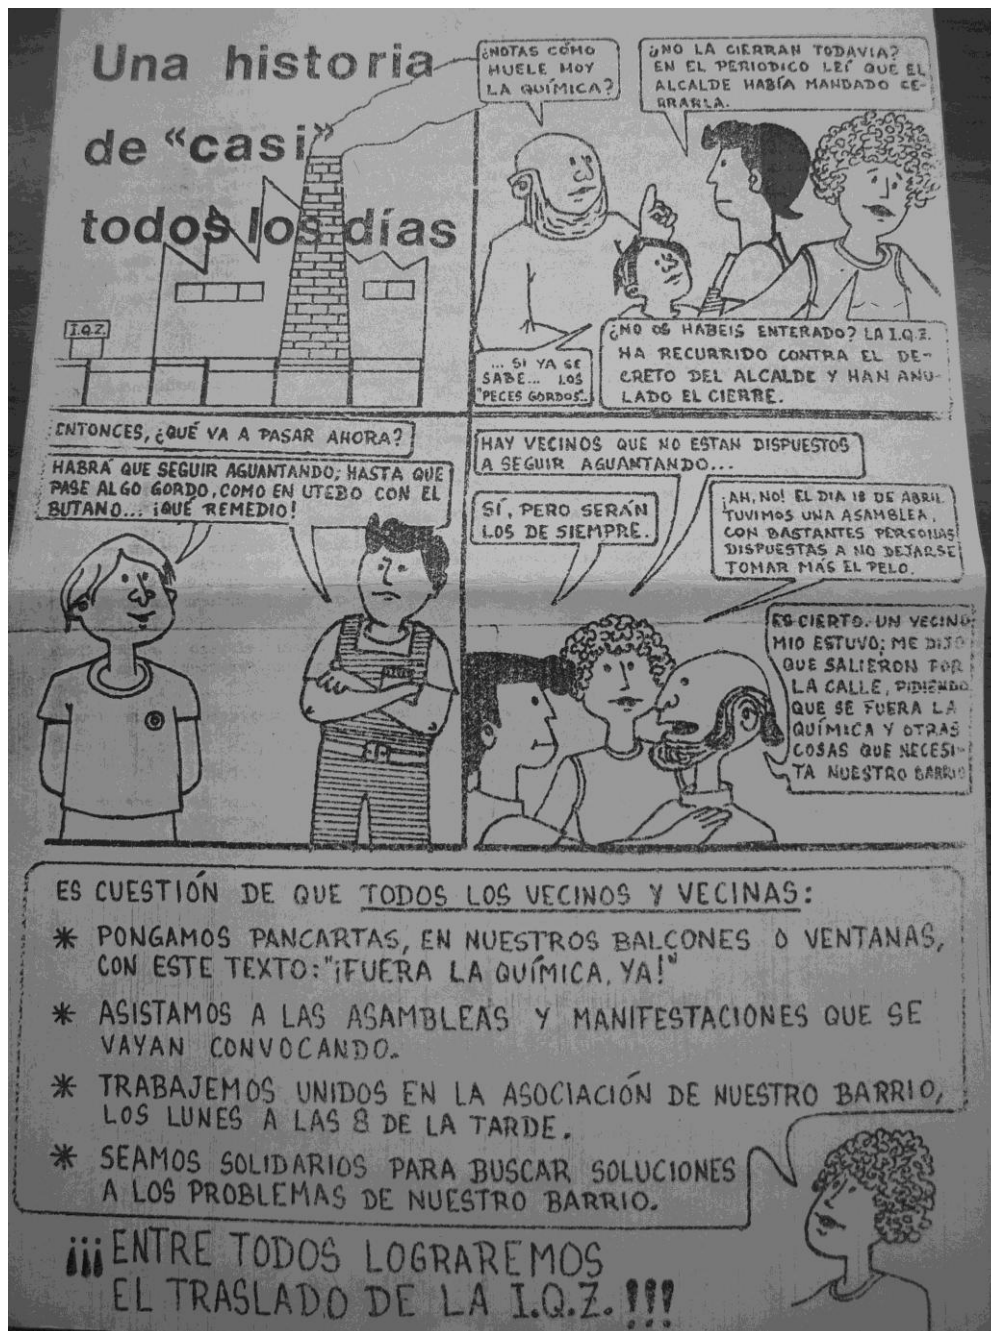 Una historia
de "casi"
todos los días
I.Q.Z.
¿NOTAS CÓMO
HUELE HOY
LA QUÍMICA?
¿NO LA CIERRAN TODAVIA?
EN EL PERIODICO LEÍ QUE EL
ALCALDE HABÍA MANDADO CE-
RRARLA.
¿NO OS HABEIS ENTERADO? LA I.Q.Z.
HA RECURRIDO CONTRA EL DE-
CRETO DEL ALCALDE Y HAN ANU-
LADO EL CIERRE.
... SI YA SE
SABE... LOS
"PECES GORDOS"..
ENTONCES, ¿QUÉ VA A PASAR AHORA?
HABRÁ QUE SEGUIR AGUANTANDO; HASTA QUE
PASE ALGO GORDO, COMO EN UTEBO CON EL
BUTANO... ¡QUÉ REMEDIO!
HAY VECINOS QUE NO ESTAN DISPUESTOS
A SEGUIR AGUANTANDO...
SÍ, PERO SERÁN
LOS DE SIEMPRE.
¡AH, NO! EL DIA 18 DE ABRIL
TUVIMOS UNA ASAMBLEA,
CON BASTANTES PERSONAS
DISPUESTAS A NO DEJARSE
TOMAR MÁS EL PELO.
ES CIERTO. UN VECINO
MIO ESTUVO; ME DIJO
QUE SALIERON POR
LA CALLE, PIDIENDO
QUE SE FUERA LA
QUÍMICA Y OTRAS
COSAS QUE NECESI-
TA NUESTRO BARRIO
ES CUESTIÓN DE QUE TODOS LOS VECINOS Y VECINAS:
* PONGAMOS PANCARTAS, EN NUESTROS BALCONES O VENTANAS,
CON ESTE TEXTO: "¡FUERA LA QUÍMICA, YA!"
* ASISTAMOS A LAS ASAMBLEAS Y MANIFESTACIONES QUE SE
VAYAN CONVOCANDO.
* TRABAJEMOS UNIDOS EN LA ASOCIACIÓN DE NUESTRO BARRIO,
LOS LUNES A LAS 8 DE LA TARDE.
* SEAMOS SOLIDARIOS PARA BUSCAR SOLUCIONES
A LOS PROBLEMAS DE NUESTRO BARRIO.
¡¡¡ENTRE TODOS LOGRAREMOS
EL TRASLADO DE LA I.Q.Z.!!!